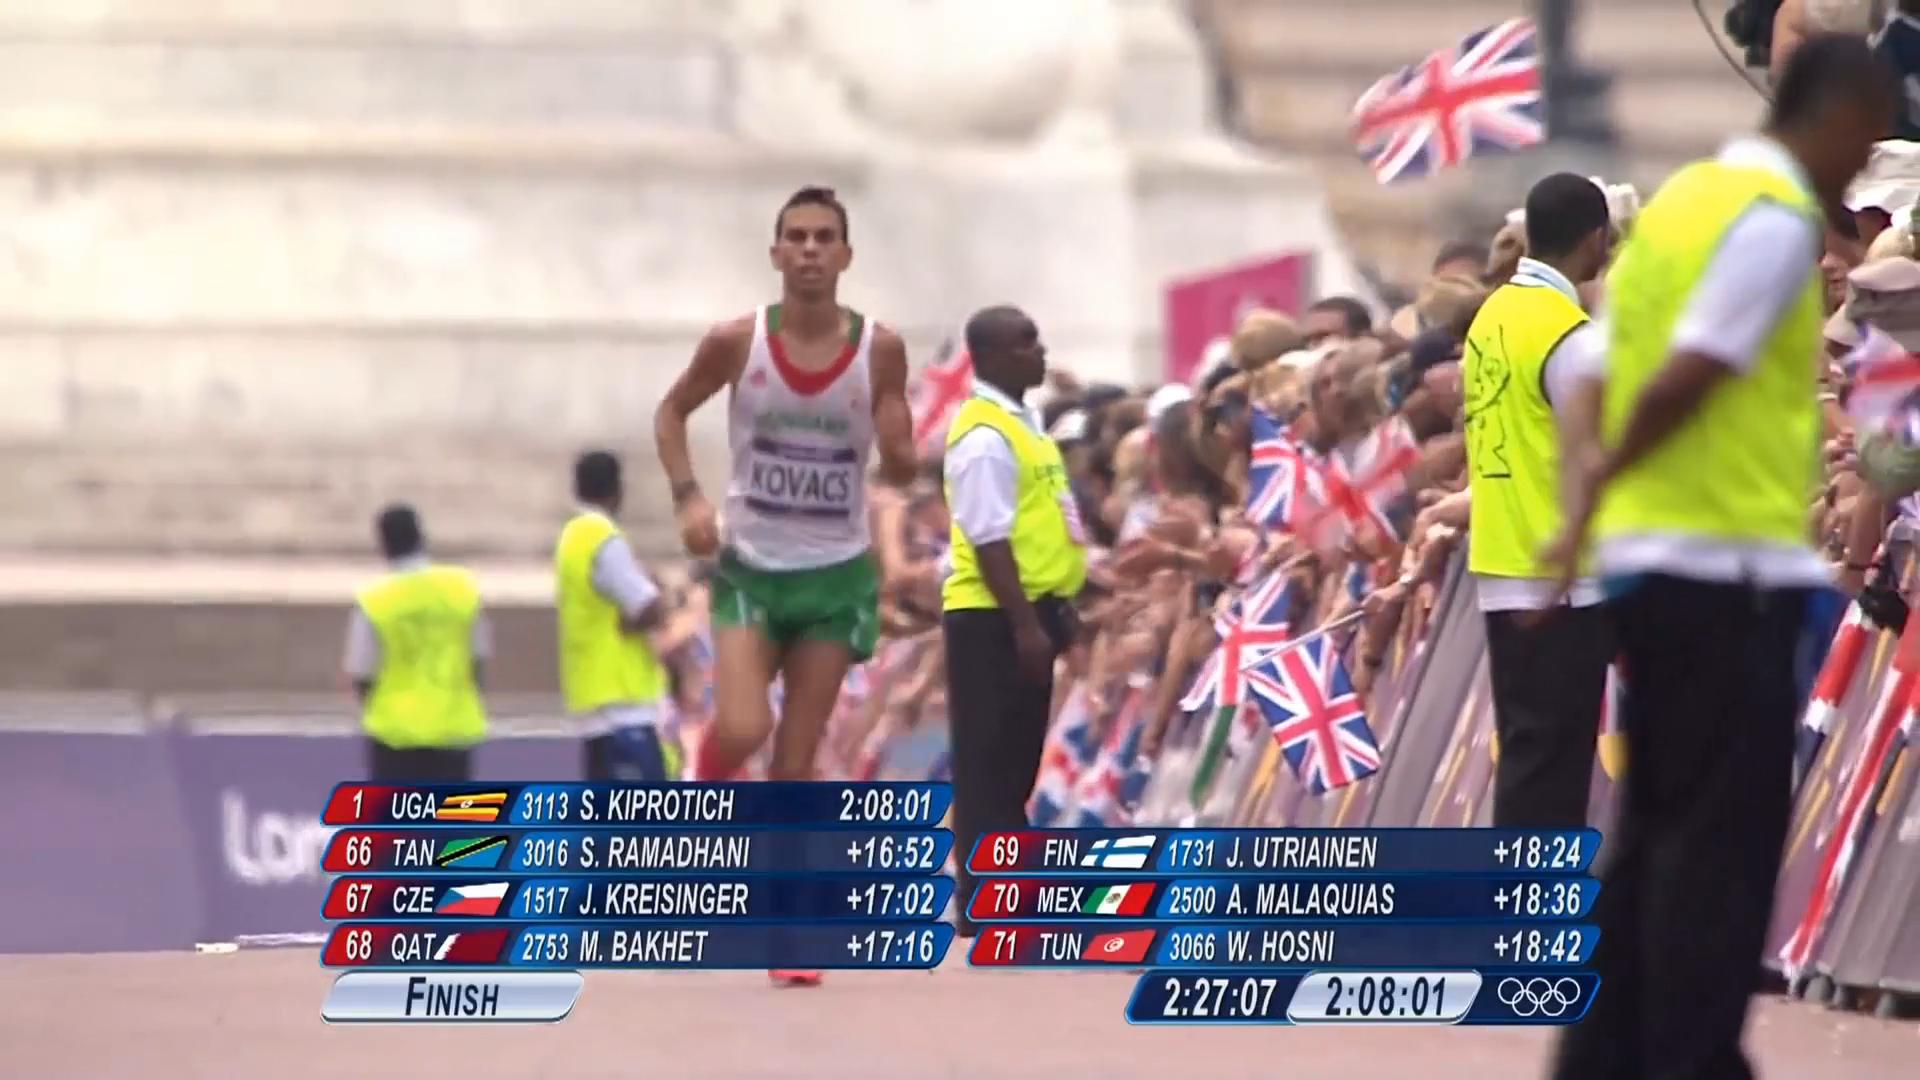 HUNGARY
KOVACS
Lon
1 UGA 3113 S. KIPROTICH 2:08:01
66 TAN 3016 S. RAMADHANI +16:52
67 CZE 1517 J. KREISINGER +17:02
68 QAT 2753 M. BAKHET +17:16
69 FIN 1731 J. UTRIAINEN +18:24
70 MEX 2500 A. MALAQUIAS +18:36
71 TUN 3066 W. HOSNI +18:42
FINISH
2:27:07 2:08:01